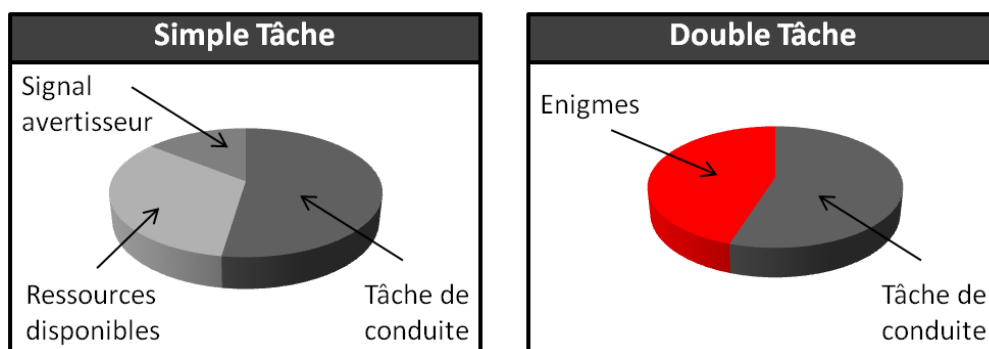 Simple Tâche
Signal
avertisseur
Ressources
disponibles
Tâche de
conduite
Double Tâche
Enigmes
Tâche de
conduite